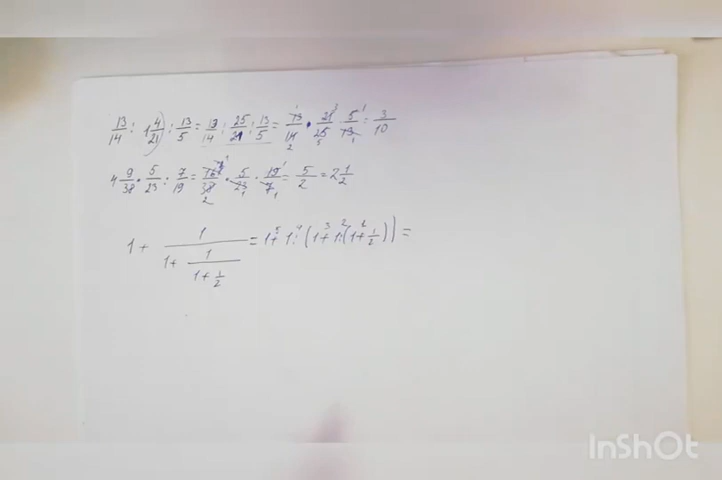 13/14 : 1 4/21 : 13/5 = 13/14 : 25/21 : 13/5 = 13/14 · 21/25 · 5/13 = 3/10
4 9/38 · 5/23 : 7/19 = 161/38 · 5/23 · 19/7 = 5/2 = 2 1/2
1 + 1/(1 + 1/(1 + 1/2)) = 1 + 1 : (1 + 1 : (1 + 1/2)) =
InShOt